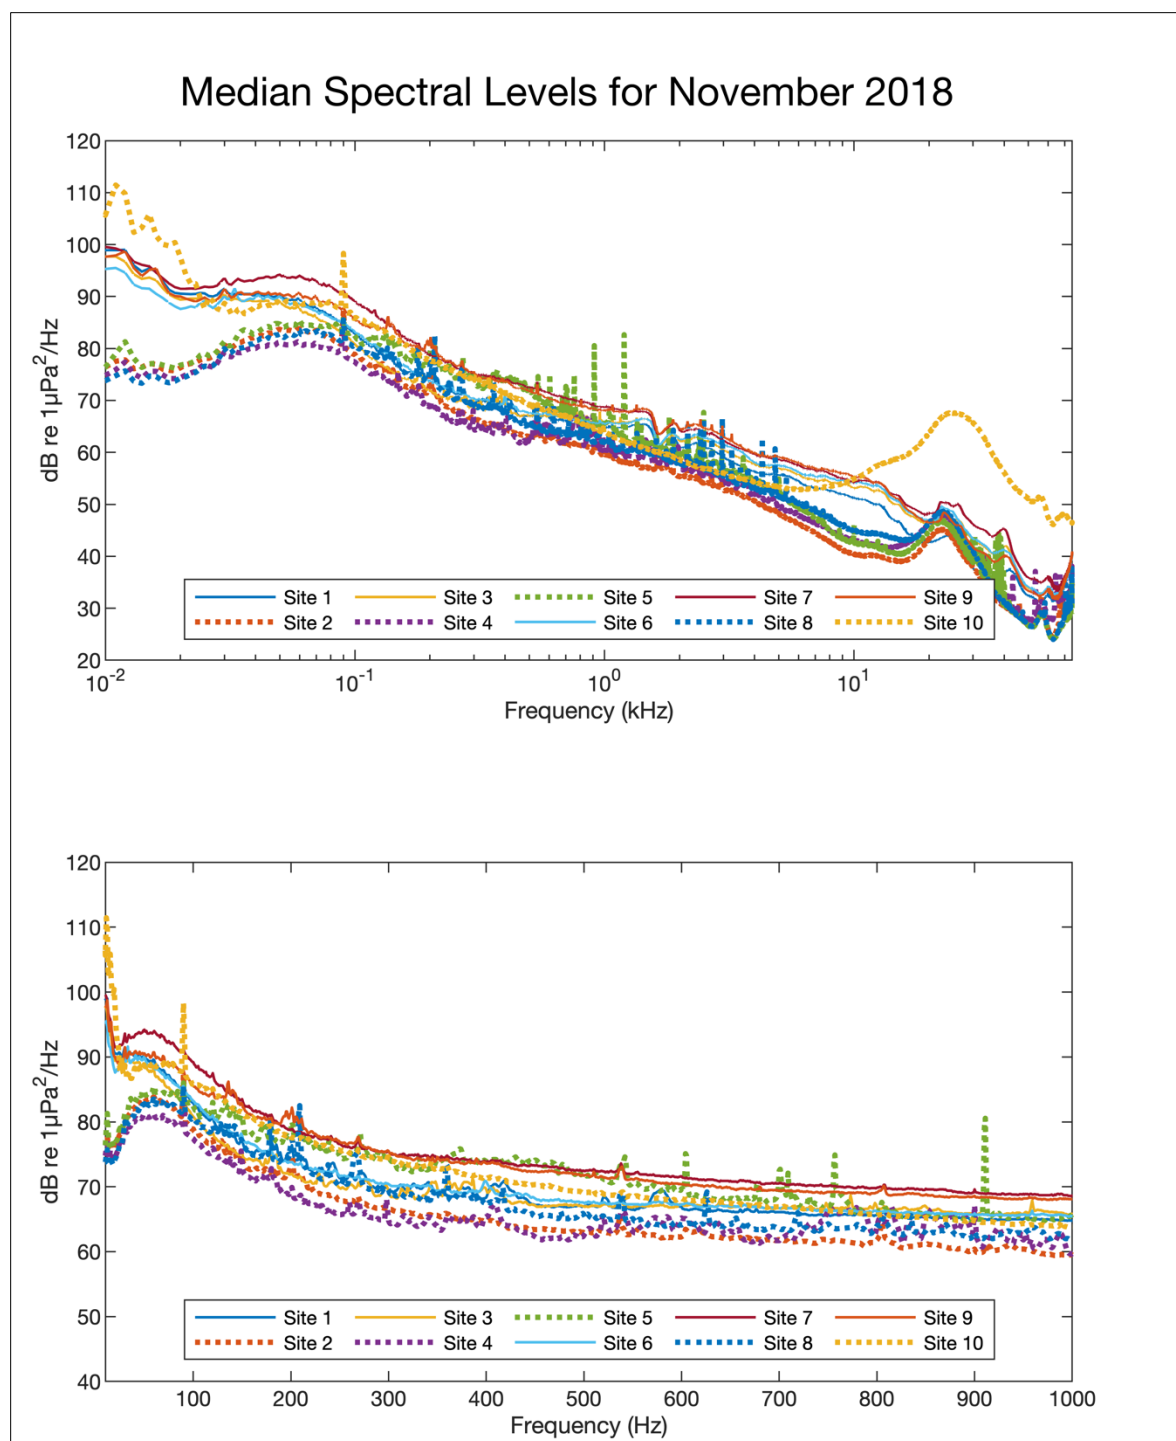 Median Spectral Levels for November 2018
120
110
100
90
80
70
60
50
40
30
20
dB re 1μPa²/Hz
Site 1 Site 3 Site 5 Site 7 Site 9
Site 2 Site 4 Site 6 Site 8 Site 10
10⁻² 10⁻¹ 10⁰ 10¹
Frequency (kHz)
120
110
100
90
80
70
60
50
40
dB re 1μPa²/Hz
Site 1 Site 3 Site 5 Site 7 Site 9
Site 2 Site 4 Site 6 Site 8 Site 10
100 200 300 400 500 600 700 800 900 1000
Frequency (Hz)